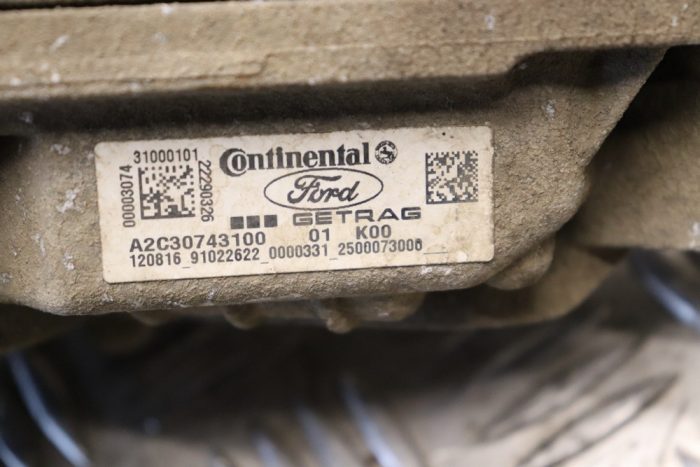 00003074
31000101
22290326
Continental
Ford
GETRAG
A2C30743100 01 K00
120816_91022622_0000331_2500073006